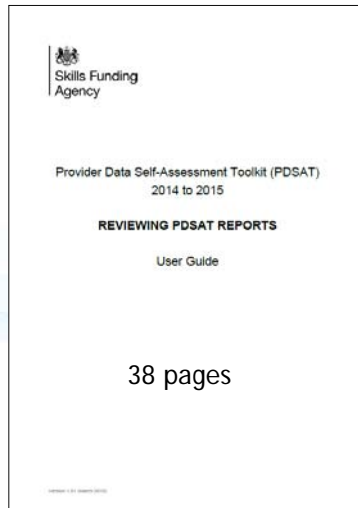 Skills Funding
Agency
Provider Data Self-Assessment Toolkit (PDSAT)
2014 to 2015
REVIEWING PDSAT REPORTS
User Guide
38 pages